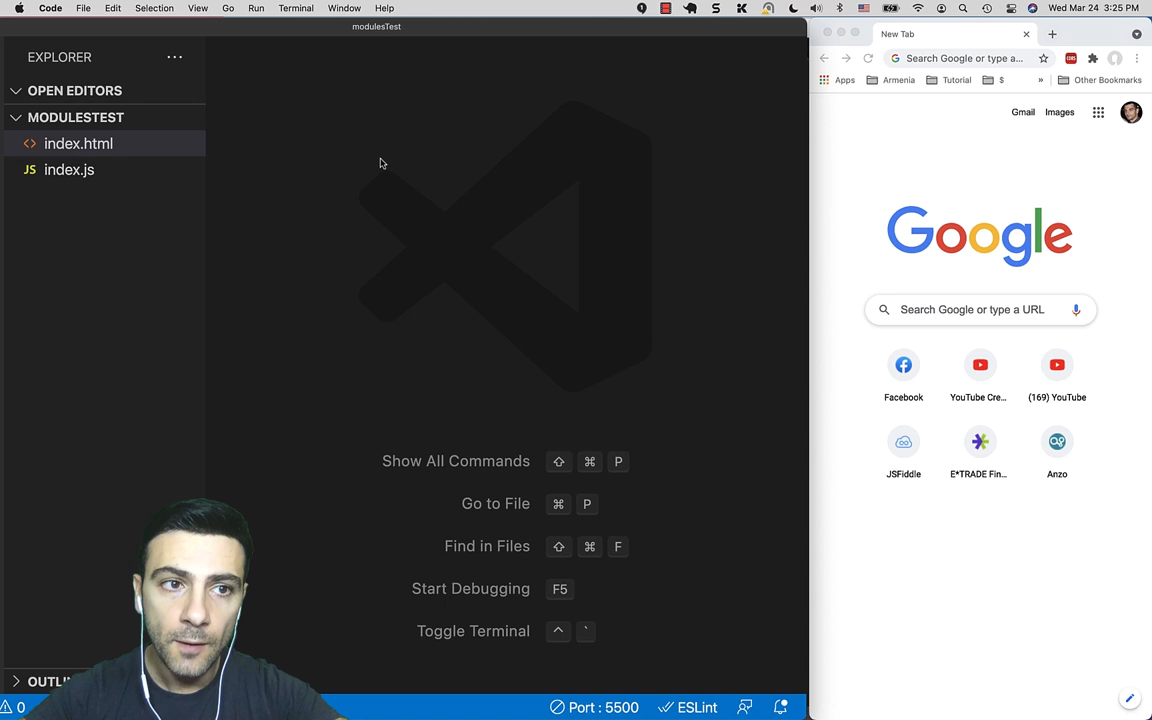 Code File Edit Selection View Go Run Terminal Window Help
Wed Mar 24 3:25 PM
modulesTest
EXPLORER
OPEN EDITORS
MODULESTEST
<> index.html
JS index.js
Show All Commands ⇧ ⌘ P
Go to File ⌘ P
Find in Files ⇧ ⌘ F
Start Debugging F5
Toggle Terminal ^ `
OUTLI
0
Port : 5500
ESLint
New Tab
Search Google or type a...
CORS
Apps
Armenia
Tutorial
$
»
Other Bookmarks
Gmail
Images
Google
Search Google or type a URL
Facebook
YouTube Cre...
(169) YouTube
JSFiddle
E*TRADE Fin...
Anzo